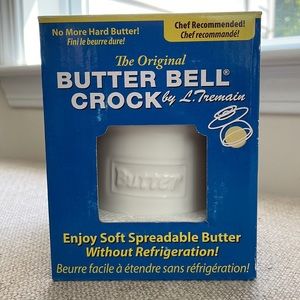 No More Hard Butter!
Fini le beurre dure!
Chef Recommended!
Chef recommandé!
The Original
BUTTER BELL®
CROCK by L. Tremain
Butter
Enjoy Soft Spreadable Butter
Without Refrigeration!
Beurre facile à étendre sans réfrigération!